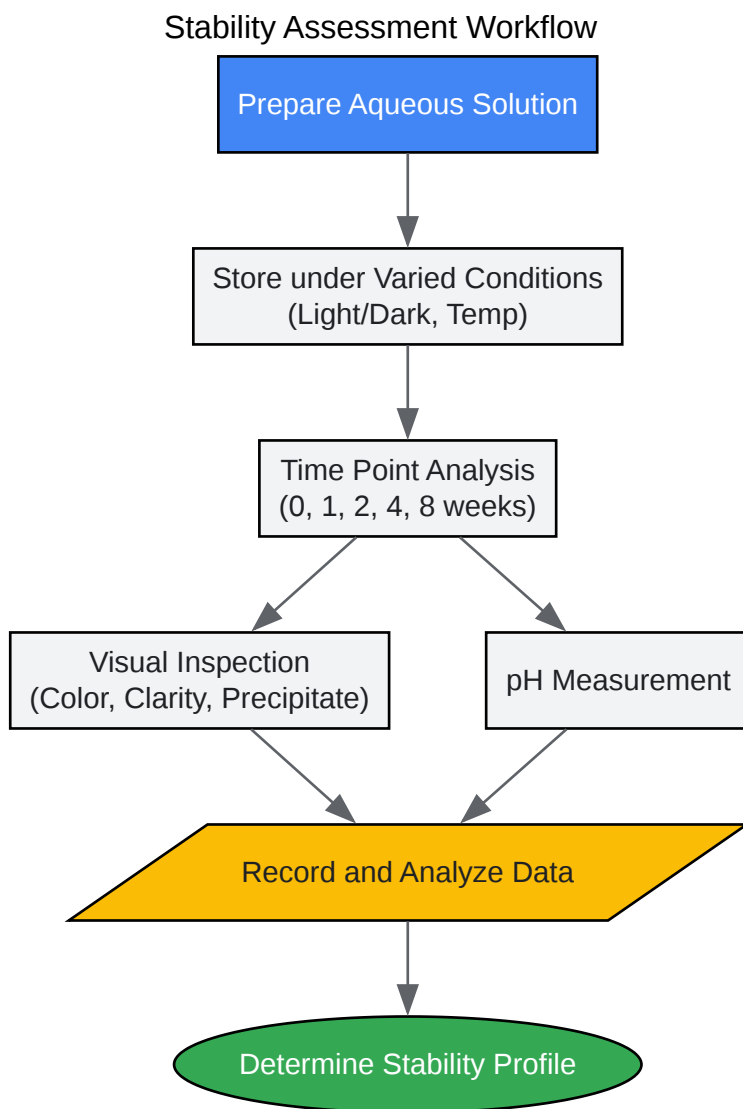 Stability Assessment Workflow
Prepare Aqueous Solution
Store under Varied Conditions
(Light/Dark, Temp)
Time Point Analysis
(0, 1, 2, 4, 8 weeks)
Visual Inspection
(Color, Clarity, Precipitate)
pH Measurement
Record and Analyze Data
Determine Stability Profile